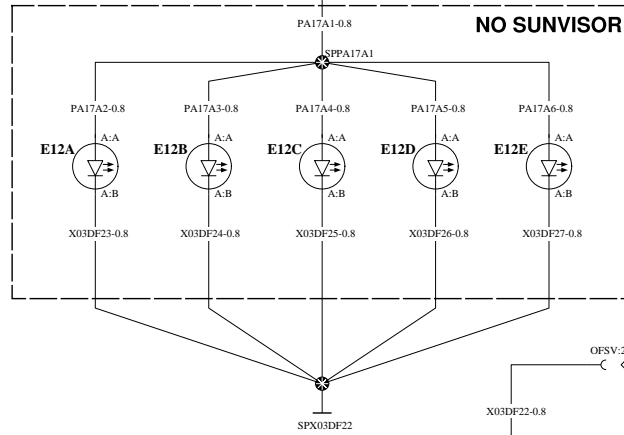 PA17A1-0.8
NO SUNVISOR
SPPA17A1
PA17A2-0.8 PA17A3-0.8 PA17A4-0.8 PA17A5-0.8 PA17A6-0.8
A:A A:A A:A A:A A:A
E12A E12B E12C E12D E12E
A:B A:B A:B A:B A:B
X03DF23-0.8 X03DF24-0.8 X03DF25-0.8 X03DF26-0.8 X03DF27-0.8
OFSV:2
X03DF22-0.8
SPX03DF22